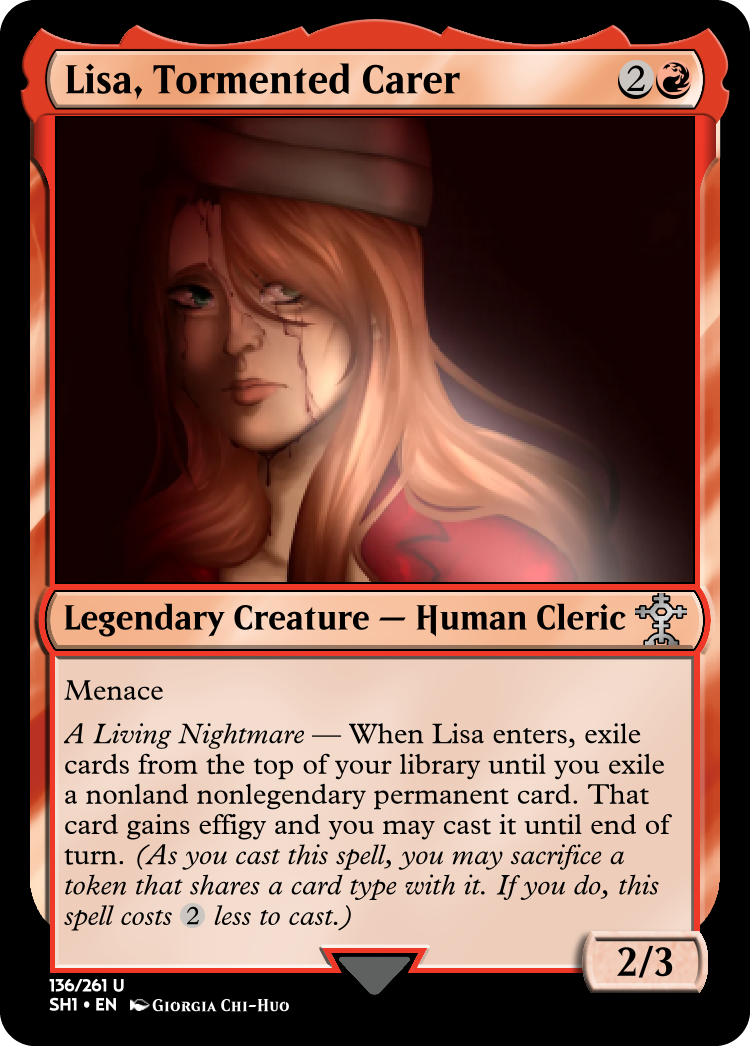 Lisa, Tormented Carer
2
Legendary Creature — Human Cleric
Menace
A Living Nightmare — When Lisa enters, exile
cards from the top of your library until you exile
a nonland nonlegendary permanent card. That
card gains effigy and you may cast it until end of
turn. (As you cast this spell, you may sacrifice a
token that shares a card type with it. If you do, this
spell costs 2 less to cast.)
2/3
136/261 U
SH1 • EN Giorgia Chi-Huo